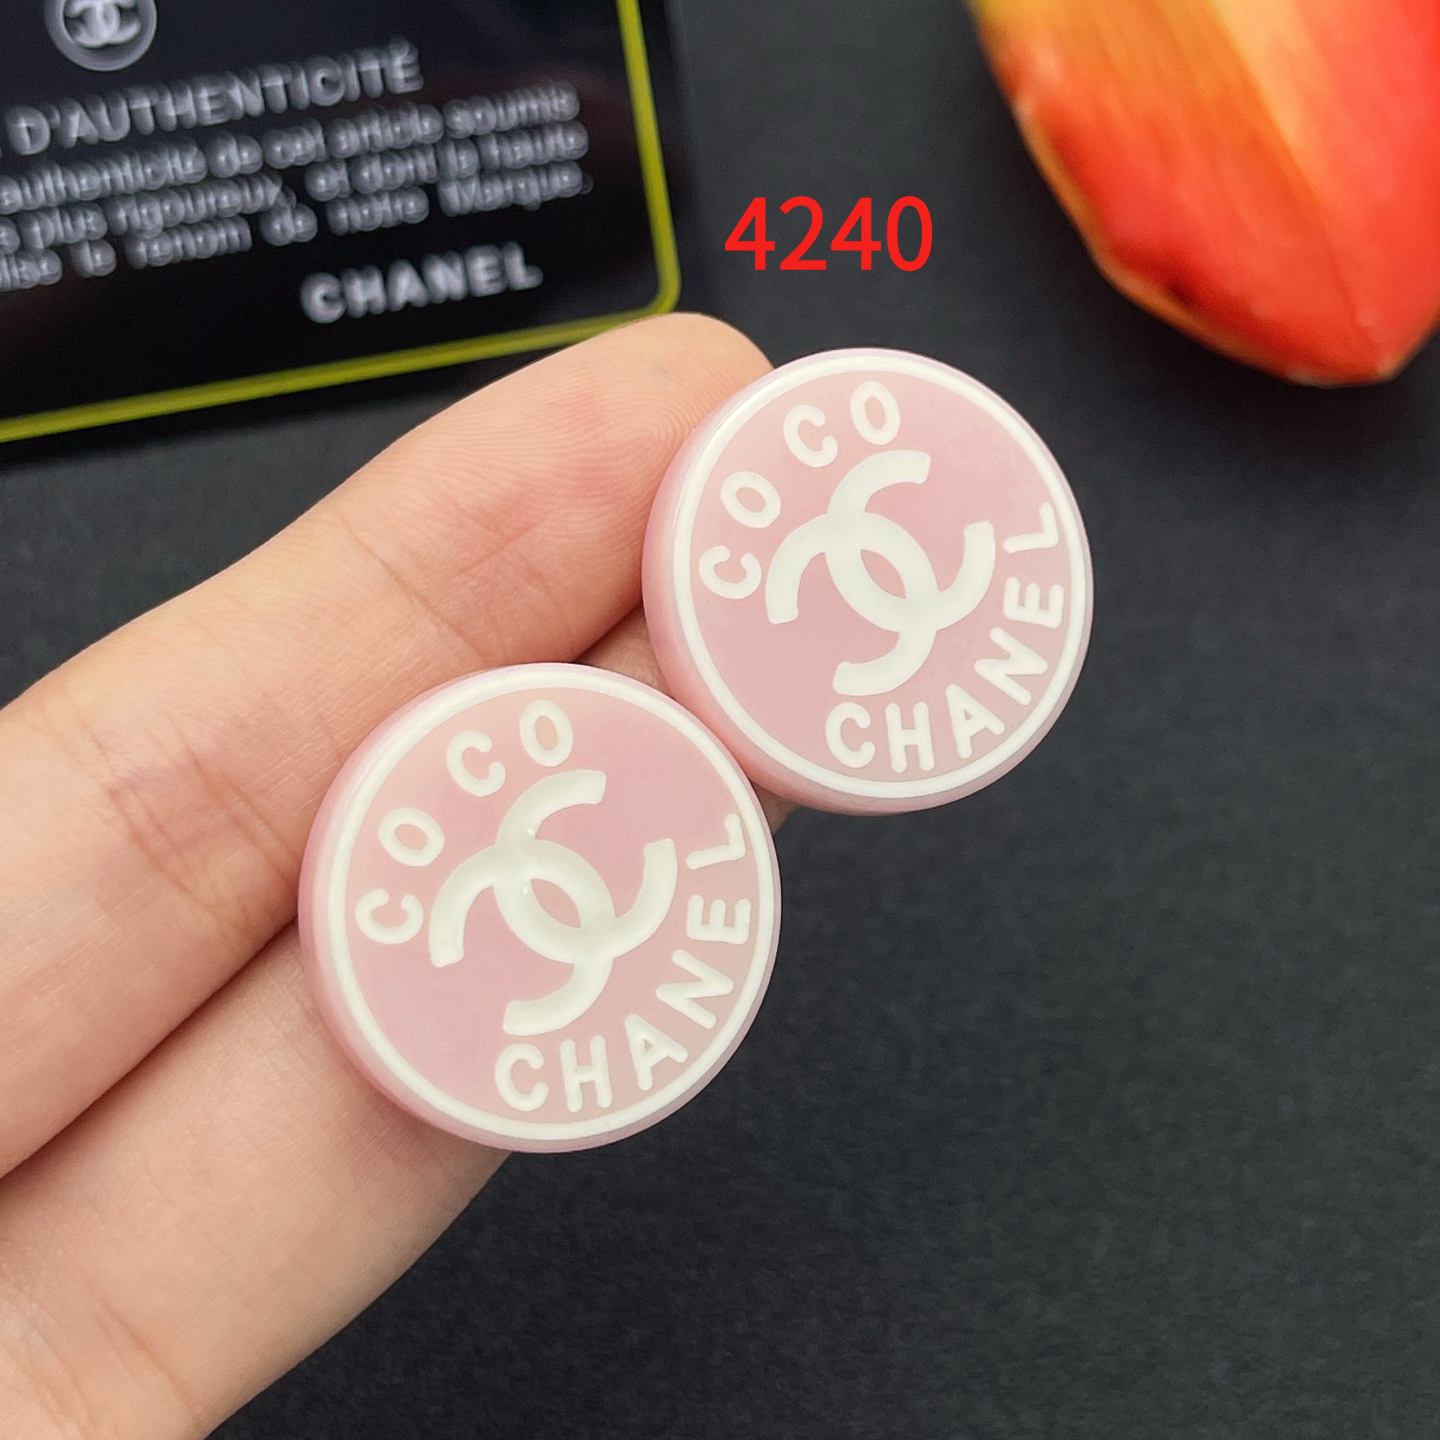 D'AUTHENTICITÉ
authenticité de cet article soumis
plus rigoureux, et dont la haute
le renom de notre Marque.
CHANEL
4240
COCO
CHANEL
COCO
CHANEL